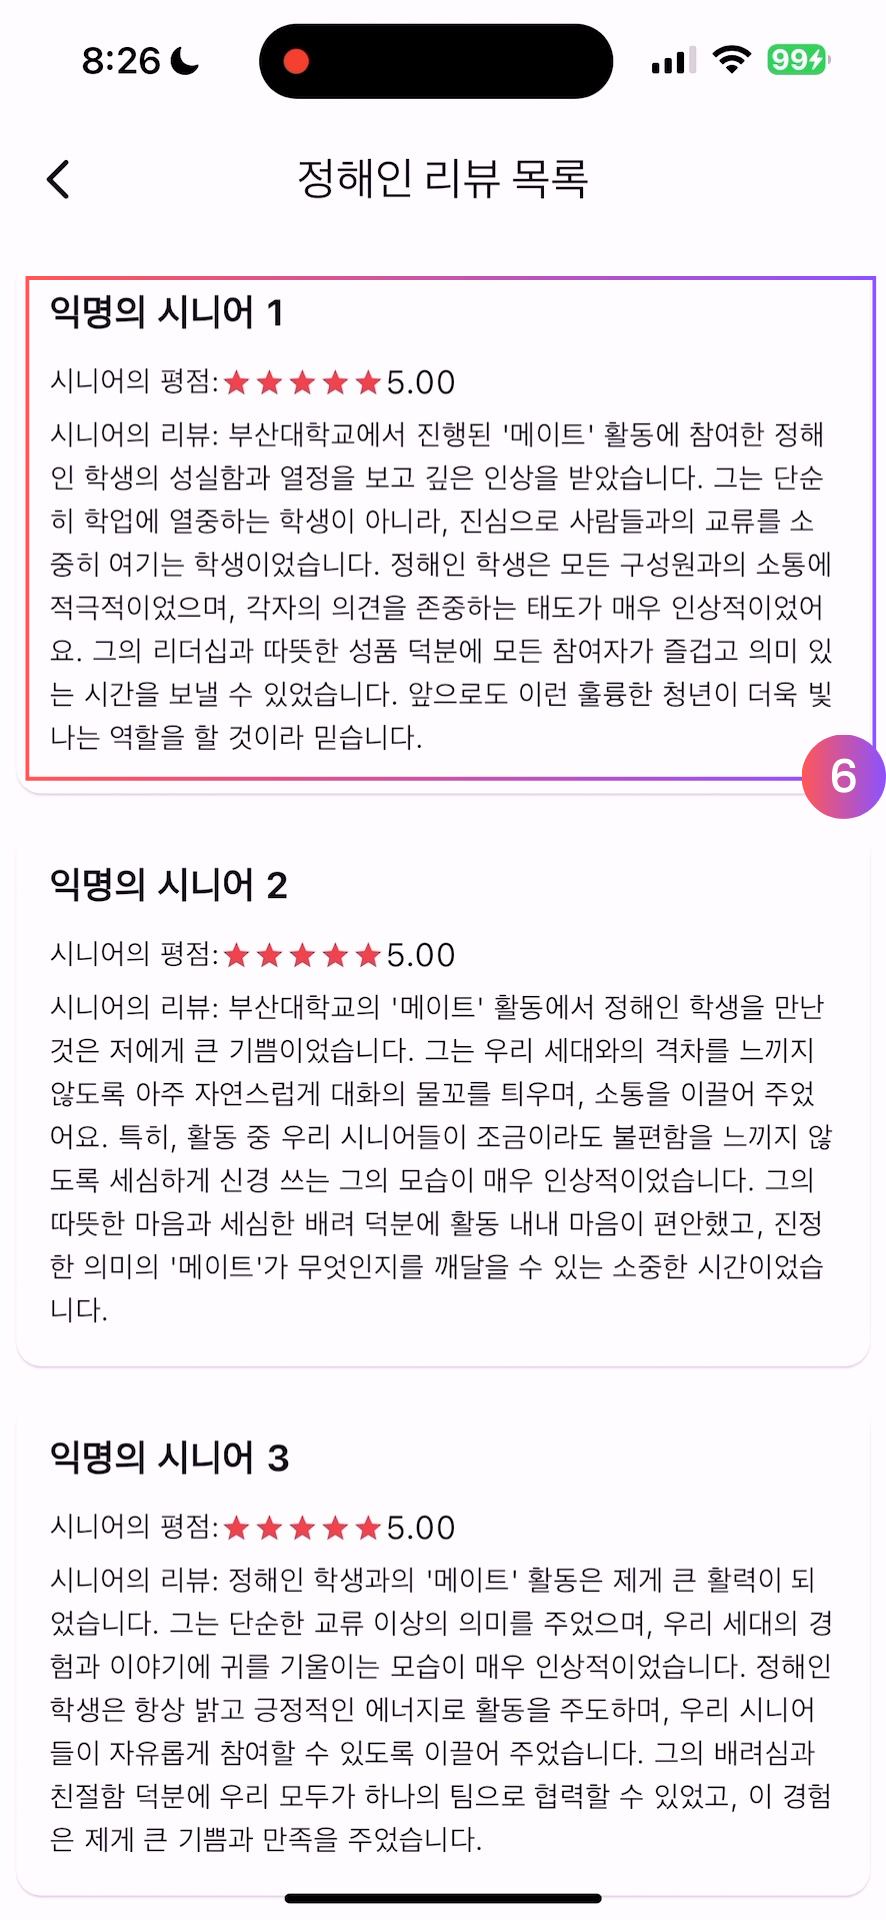 8:26
99
정해인 리뷰 목록
익명의 시니어 1
시니어의 평점:★★★★★5.00
시니어의 리뷰: 부산대학교에서 진행된 '메이트' 활동에 참여한 정해
인 학생의 성실함과 열정을 보고 깊은 인상을 받았습니다. 그는 단순
히 학업에 열중하는 학생이 아니라, 진심으로 사람들과의 교류를 소
중히 여기는 학생이었습니다. 정해인 학생은 모든 구성원과의 소통에
적극적이었으며, 각자의 의견을 존중하는 태도가 매우 인상적이었어
요. 그의 리더십과 따뜻한 성품 덕분에 모든 참여자가 즐겁고 의미 있
는 시간을 보낼 수 있었습니다. 앞으로도 이런 훌륭한 청년이 더욱 빛
나는 역할을 할 것이라 믿습니다.
6
익명의 시니어 2
시니어의 평점:★★★★★5.00
시니어의 리뷰: 부산대학교의 '메이트' 활동에서 정해인 학생을 만난
것은 저에게 큰 기쁨이었습니다. 그는 우리 세대와의 격차를 느끼지
않도록 아주 자연스럽게 대화의 물꼬를 틔우며, 소통을 이끌어 주었
어요. 특히, 활동 중 우리 시니어들이 조금이라도 불편함을 느끼지 않
도록 세심하게 신경 쓰는 그의 모습이 매우 인상적이었습니다. 그의
따뜻한 마음과 세심한 배려 덕분에 활동 내내 마음이 편안했고, 진정
한 의미의 '메이트'가 무엇인지를 깨달을 수 있는 소중한 시간이었습
니다.
익명의 시니어 3
시니어의 평점:★★★★★5.00
시니어의 리뷰: 정해인 학생과의 '메이트' 활동은 제게 큰 활력이 되
었습니다. 그는 단순한 교류 이상의 의미를 주었으며, 우리 세대의 경
험과 이야기에 귀를 기울이는 모습이 매우 인상적이었습니다. 정해인
학생은 항상 밝고 긍정적인 에너지로 활동을 주도하며, 우리 시니어
들이 자유롭게 참여할 수 있도록 이끌어 주었습니다. 그의 배려심과
친절함 덕분에 우리 모두가 하나의 팀으로 협력할 수 있었고, 이 경험
은 제게 큰 기쁨과 만족을 주었습니다.